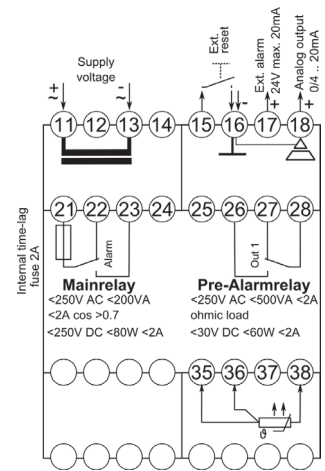 Supply
voltage
Ext.
reset
Ext. alarm
24V max. 20mA
Analog output
0/4 .. 20mA
+
~
-
~
-
+
+
11 12 13 14 15 16 17 18
21 22 23 24 25 26 27 28
Internal time-lag
fuse 2A
Alarm
Out 1
Mainrelay
<250V AC <200VA
<2A cos >0.7
<250V DC <80W <2A
Pre-Alarmrelay
<250V AC <500VA <2A
ohmic load
<30V DC <60W <2A
35 36 37 38
ϑ